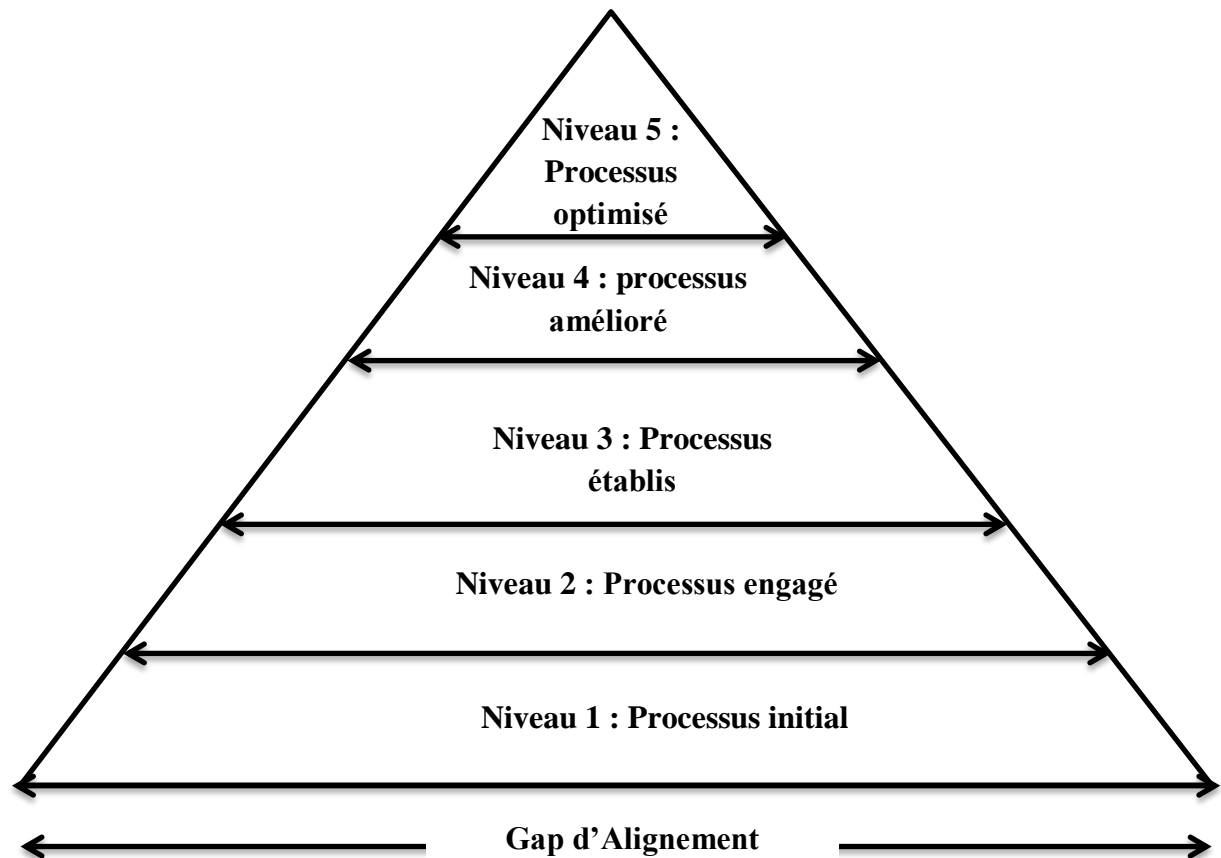 Niveau 5 :
Processus
optimisé
Niveau 4 : processus
amélioré
Niveau 3 : Processus
établis
Niveau 2 : Processus engagé
Niveau 1 : Processus initial
Gap d’Alignement